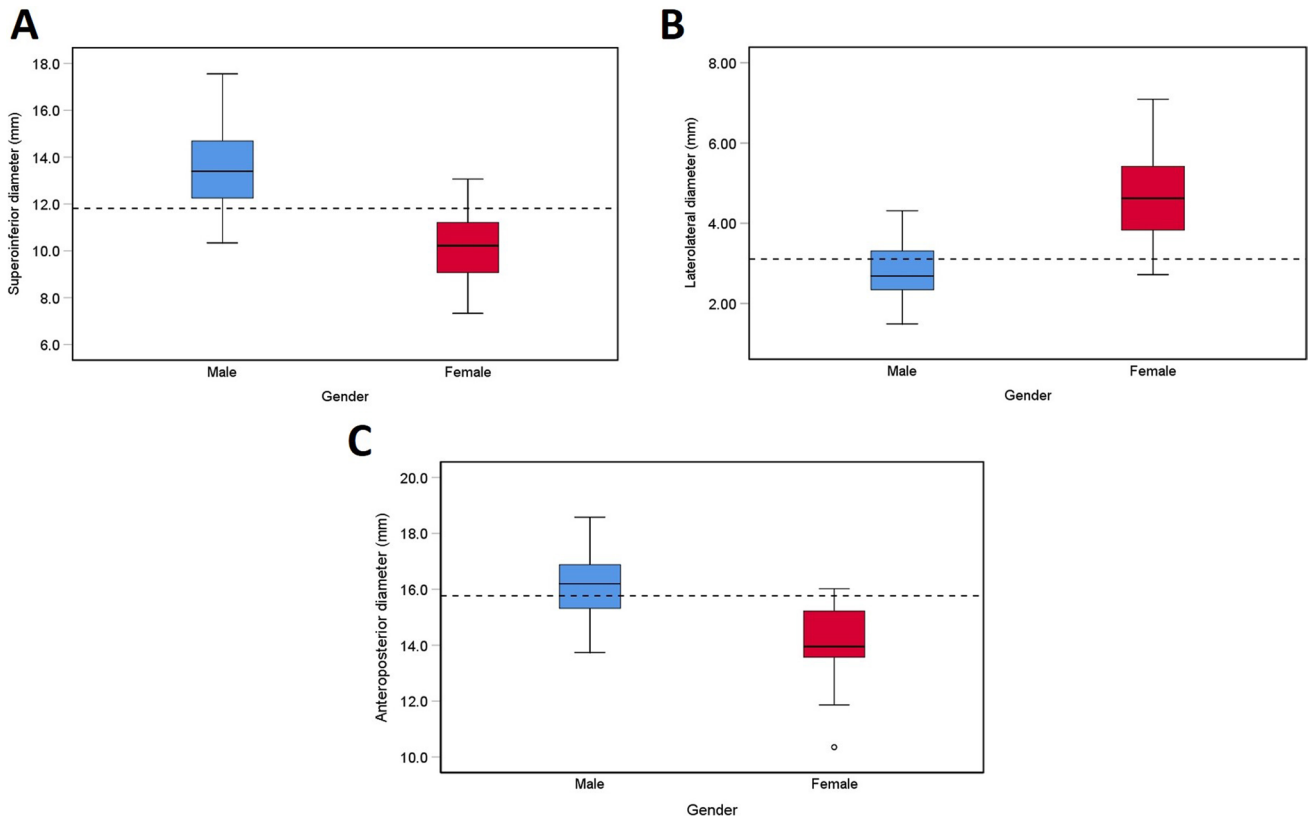 A
Superoinferior diameter (mm)
18.0
16.0
14.0
12.0
10.0
8.0
6.0
Male
Female
Gender
B
Laterolateral diameter (mm)
8.00
6.00
4.00
2.00
Male
Female
Gender
C
Anteroposterior diameter (mm)
20.0
18.0
16.0
14.0
12.0
10.0
Male
Female
Gender